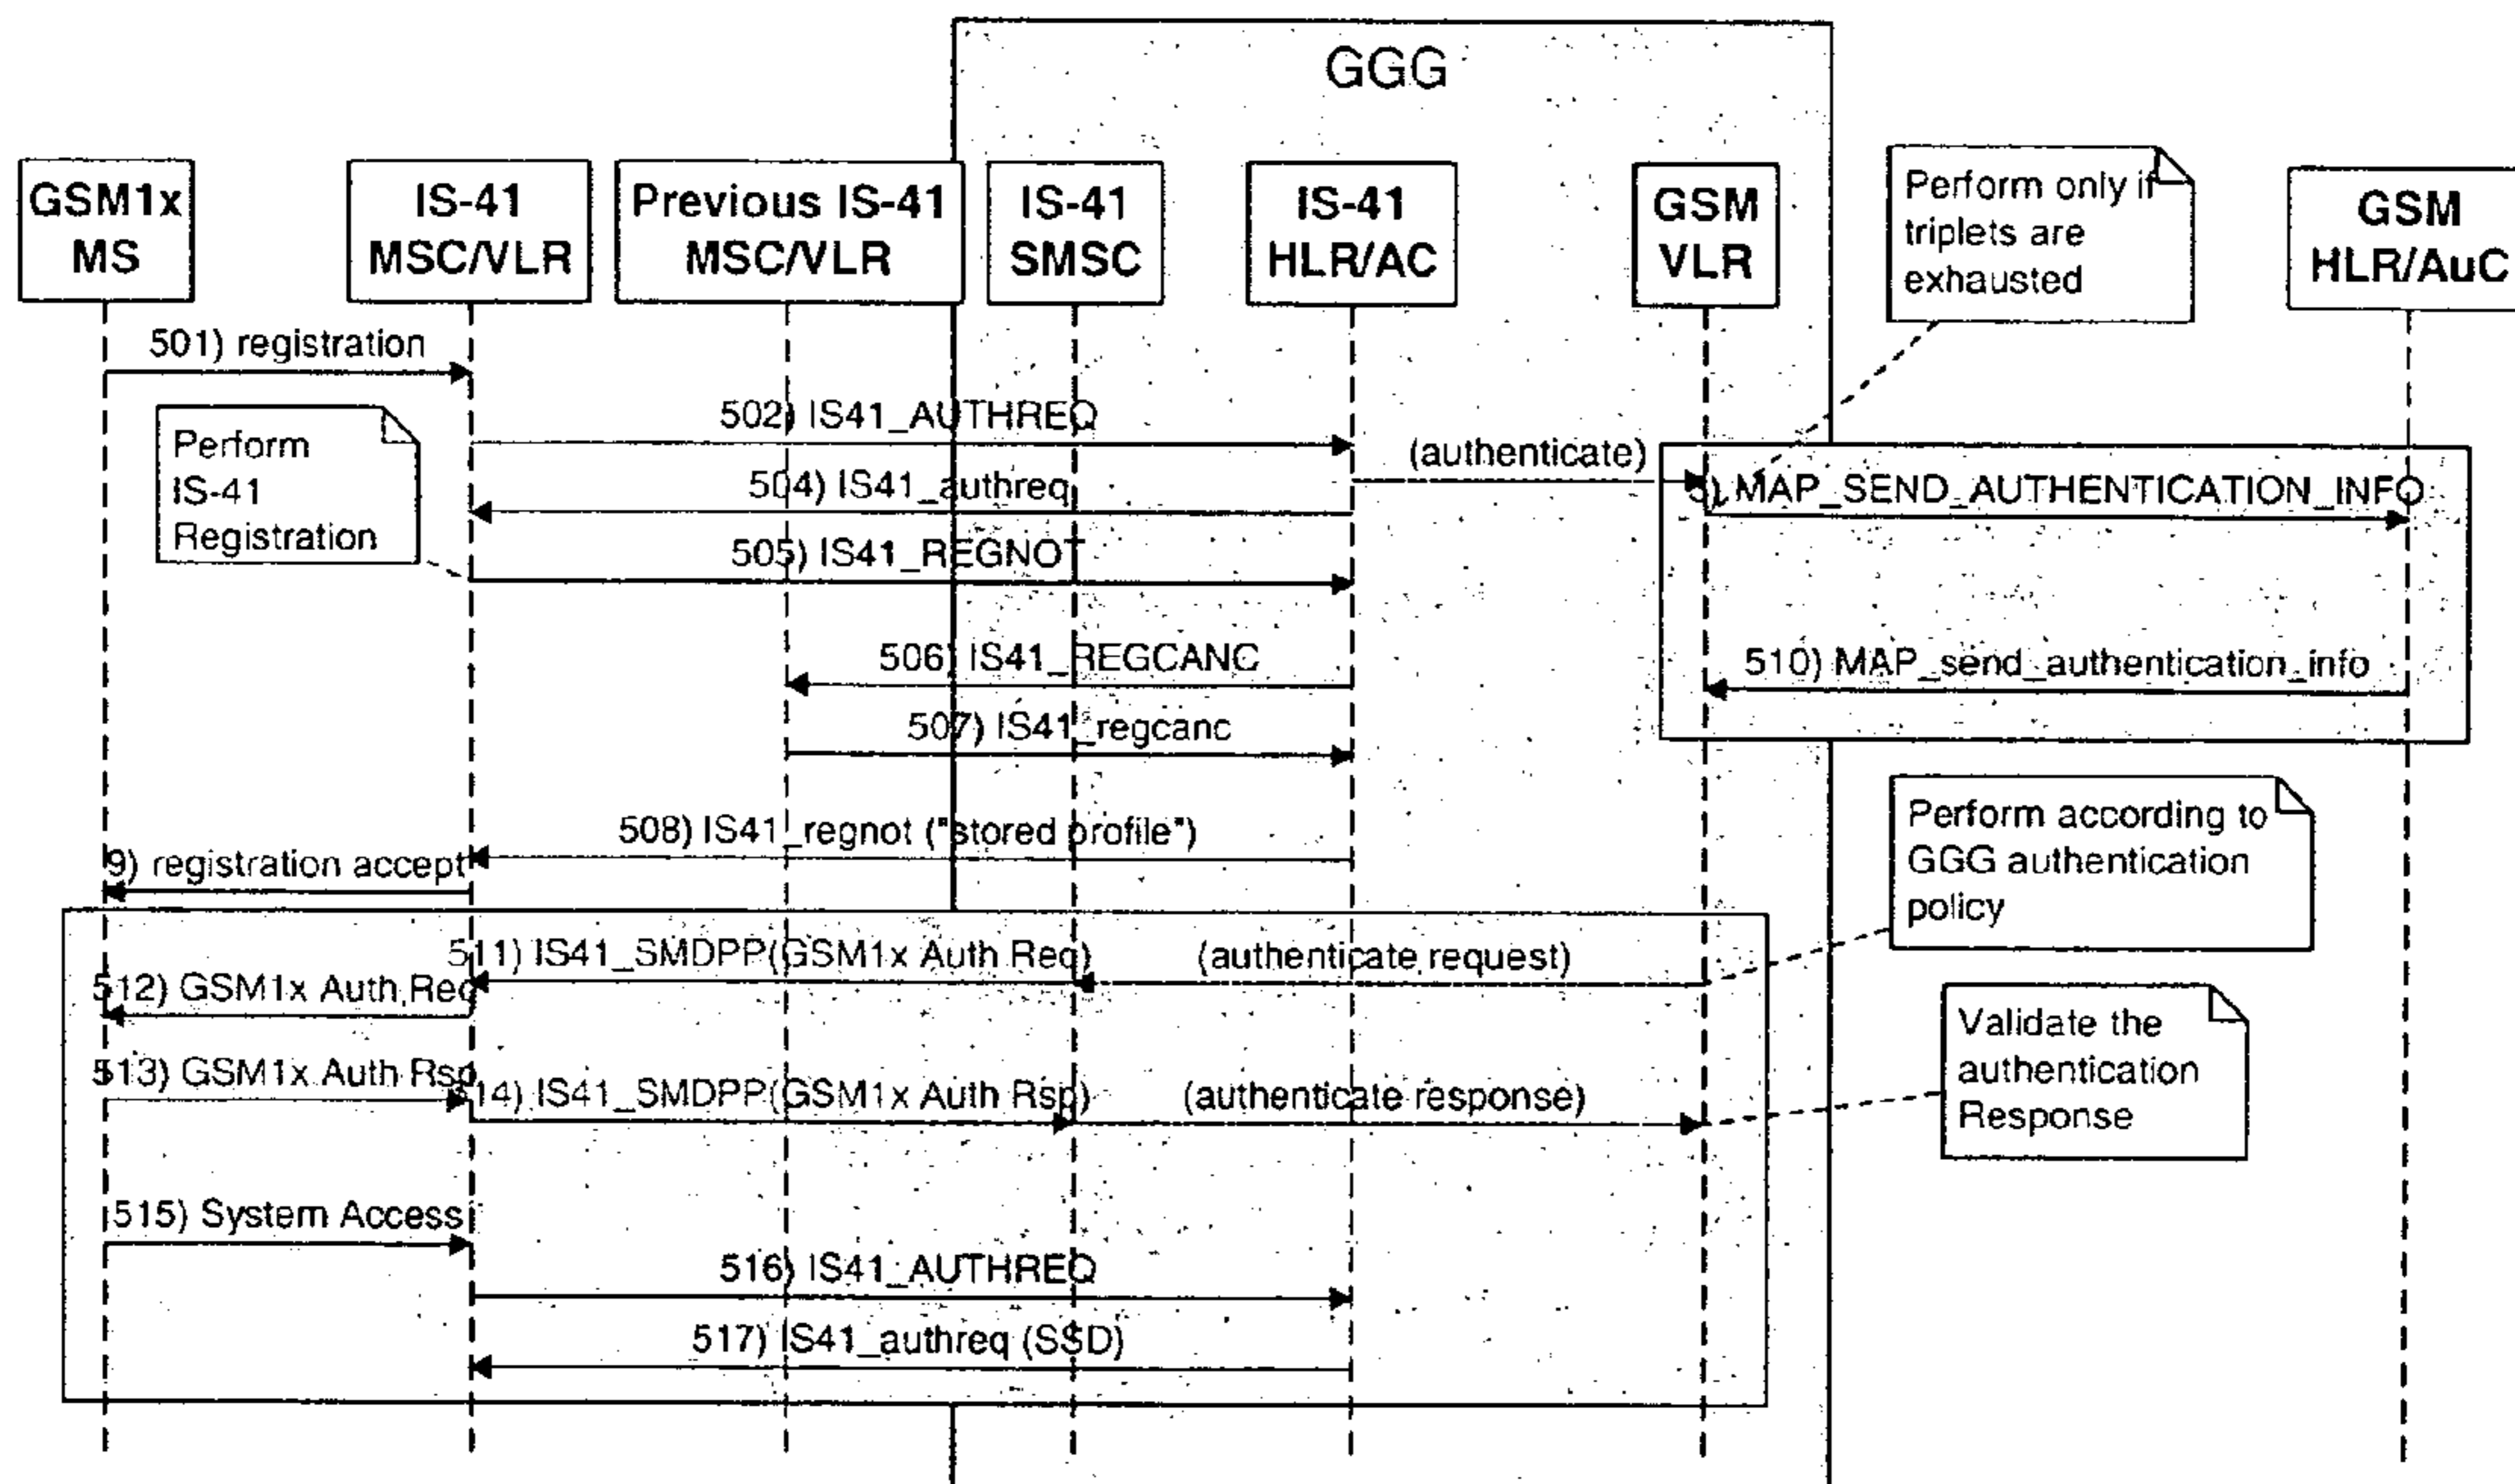 GGG
GSM1x
MS
IS-41
MSC/VLR
Previous IS-41
MSC/VLR
IS-41
SMSC
IS-41
HLR/AC
GSM
VLR
Perform only if
triplets are
exhausted
GSM
HLR/AuC
501) registration
502) IS41_AUTHREQ
Perform
IS-41
Registration
(authenticate)
504) IS41_authreq
3) MAP_SEND_AUTHENTICATION_INFO
505) IS41_REGNOT
506) IS41_REGCANC
510) MAP_send_authentication_info
507) IS41_regcanc
508) IS41_regnot ("stored profile")
9) registration accept
Perform according to
GGG authentication
policy
511) IS41_SMDPP(GSM1x Auth Req)
(authenticate request)
512) GSM1x Auth Req
Validate the
authentication
Response
513) GSM1x Auth Rsp
514) IS41_SMDPP(GSM1x Auth Rsp)
(authenticate response)
515) System Access
516) IS41_AUTHREQ
517) IS41_authreq (SSD)